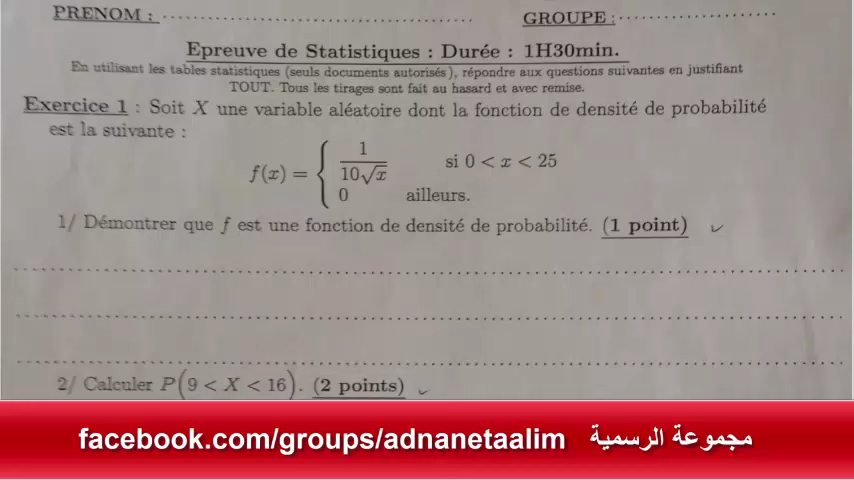 PRENOM : ........................................................ GROUPE : ............................
Epreuve de Statistiques : Durée : 1H30min.
En utilisant les tables statistiques (seuls documents autorisés), répondre aux questions suivantes en justifiant
TOUT. Tous les tirages sont fait au hasard et avec remise.
Exercice 1 : Soit X une variable aléatoire dont la fonction de densité de probabilité
est la suivante :
f(x) = { 1/(10√x) si 0 < x < 25
0 ailleurs.
1/ Démontrer que f est une fonction de densité de probabilité. (1 point) ✓
2/ Calculer P(9 < X < 16). (2 points) ✓
facebook.com/groups/adnanetaalim مجموعة الرسمية